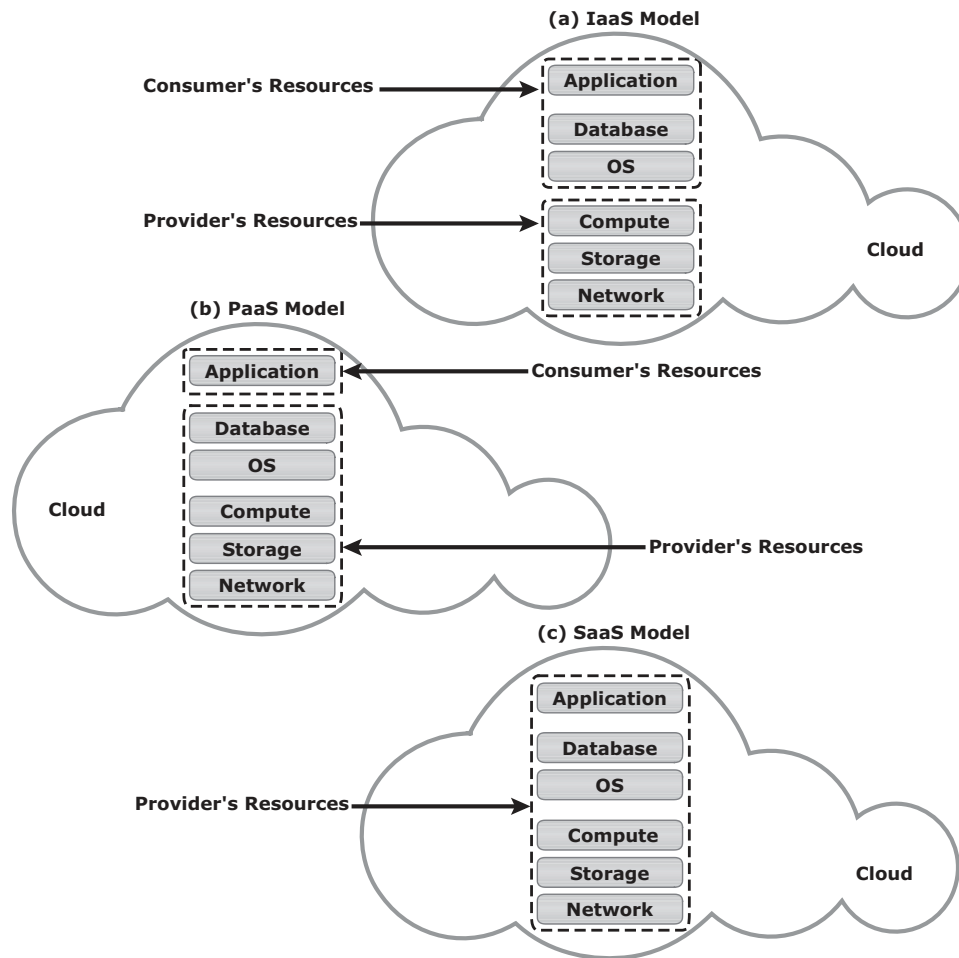 (a) IaaS Model
Consumer's Resources
Application
Database
OS
Provider's Resources
Compute
Storage
Network
Cloud
(b) PaaS Model
Application
Consumer's Resources
Database
OS
Cloud
Compute
Storage
Provider's Resources
Network
(c) SaaS Model
Application
Database
OS
Provider's Resources
Compute
Storage
Cloud
Network